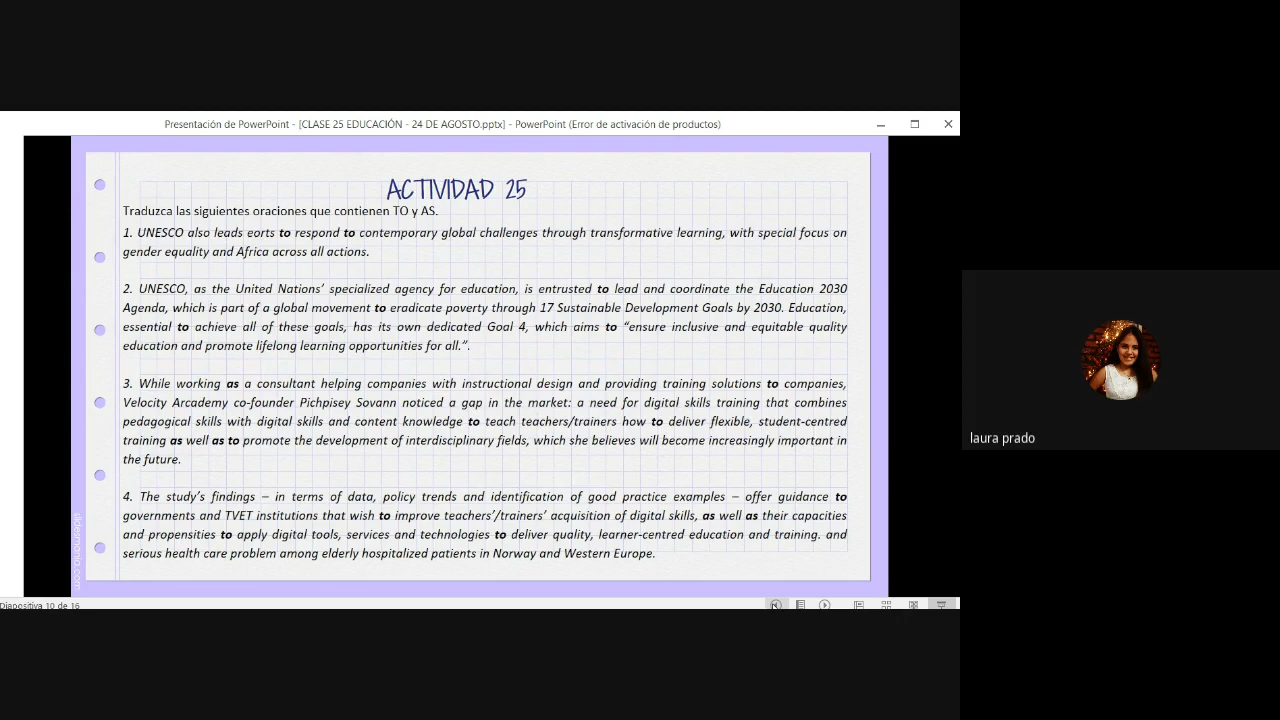 Presentación de PowerPoint - [CLASE 25 EDUCACIÓN - 24 DE AGOSTO.pptx] - PowerPoint (Error de activación de productos)
ACTIVIDAD 25
Traduzca las siguientes oraciones que contienen TO y AS.
1. UNESCO also leads eorts to respond to contemporary global challenges through transformative learning, with special focus on
gender equality and Africa across all actions.
2. UNESCO, as the United Nations’ specialized agency for education, is entrusted to lead and coordinate the Education 2030
Agenda, which is part of a global movement to eradicate poverty through 17 Sustainable Development Goals by 2030. Education,
essential to achieve all of these goals, has its own dedicated Goal 4, which aims to “ensure inclusive and equitable quality
education and promote lifelong learning opportunities for all.”.
3. While working as a consultant helping companies with instructional design and providing training solutions to companies,
Velocity Arcademy co-founder Pichpisey Sovann noticed a gap in the market: a need for digital skills training that combines
pedagogical skills with digital skills and content knowledge to teach teachers/trainers how to deliver flexible, student-centred
training as well as to promote the development of interdisciplinary fields, which she believes will become increasingly important in
the future.
4. The study’s findings – in terms of data, policy trends and identification of good practice examples – offer guidance to
governments and TVET institutions that wish to improve teachers’/trainers’ acquisition of digital skills, as well as their capacities
and propensities to apply digital tools, services and technologies to deliver quality, learner-centred education and training. and
serious health care problem among elderly hospitalized patients in Norway and Western Europe.
slidesmania.com
Diapositiva 10 de 16
laura prado